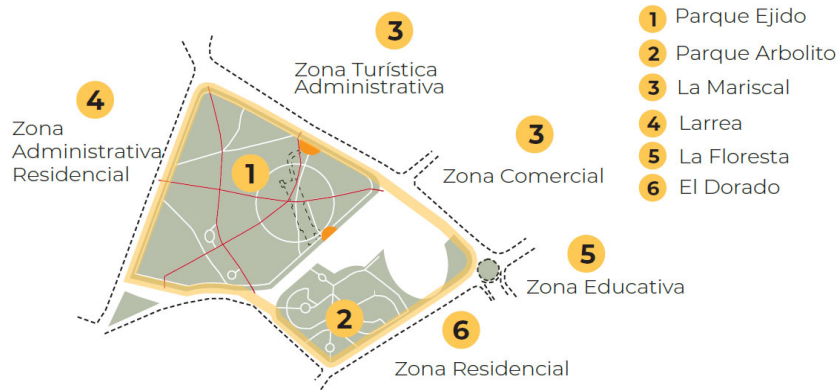 3
Zona Turística
Administrativa
4
Zona
Administrativa
Residencial
1
3
Zona Comercial
5
Zona Educativa
2
6
Zona Residencial
1 Parque Ejido
2 Parque Arbolito
3 La Mariscal
4 Larrea
5 La Floresta
6 El Dorado